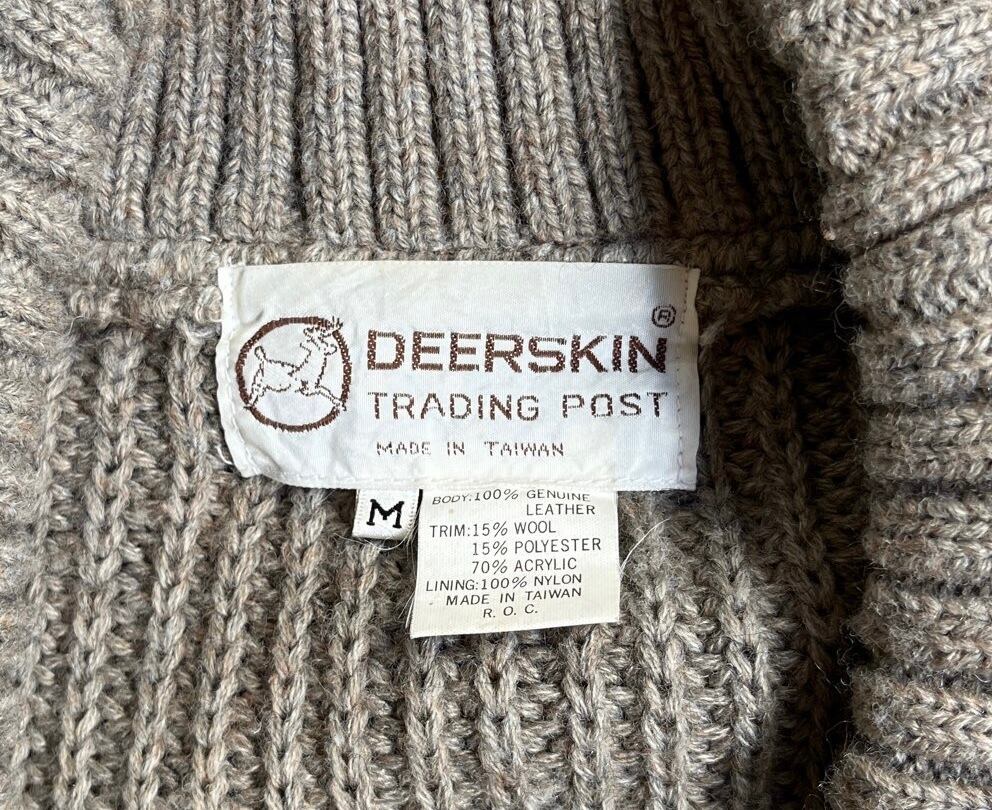 ®
DEERSKIN
TRADING POST
MADE IN TAIWAN
M
BODY:100% GENUINE
LEATHER
TRIM:15% WOOL
15% POLYESTER
70% ACRYLIC
LINING:100% NYLON
MADE IN TAIWAN
R. O. C.